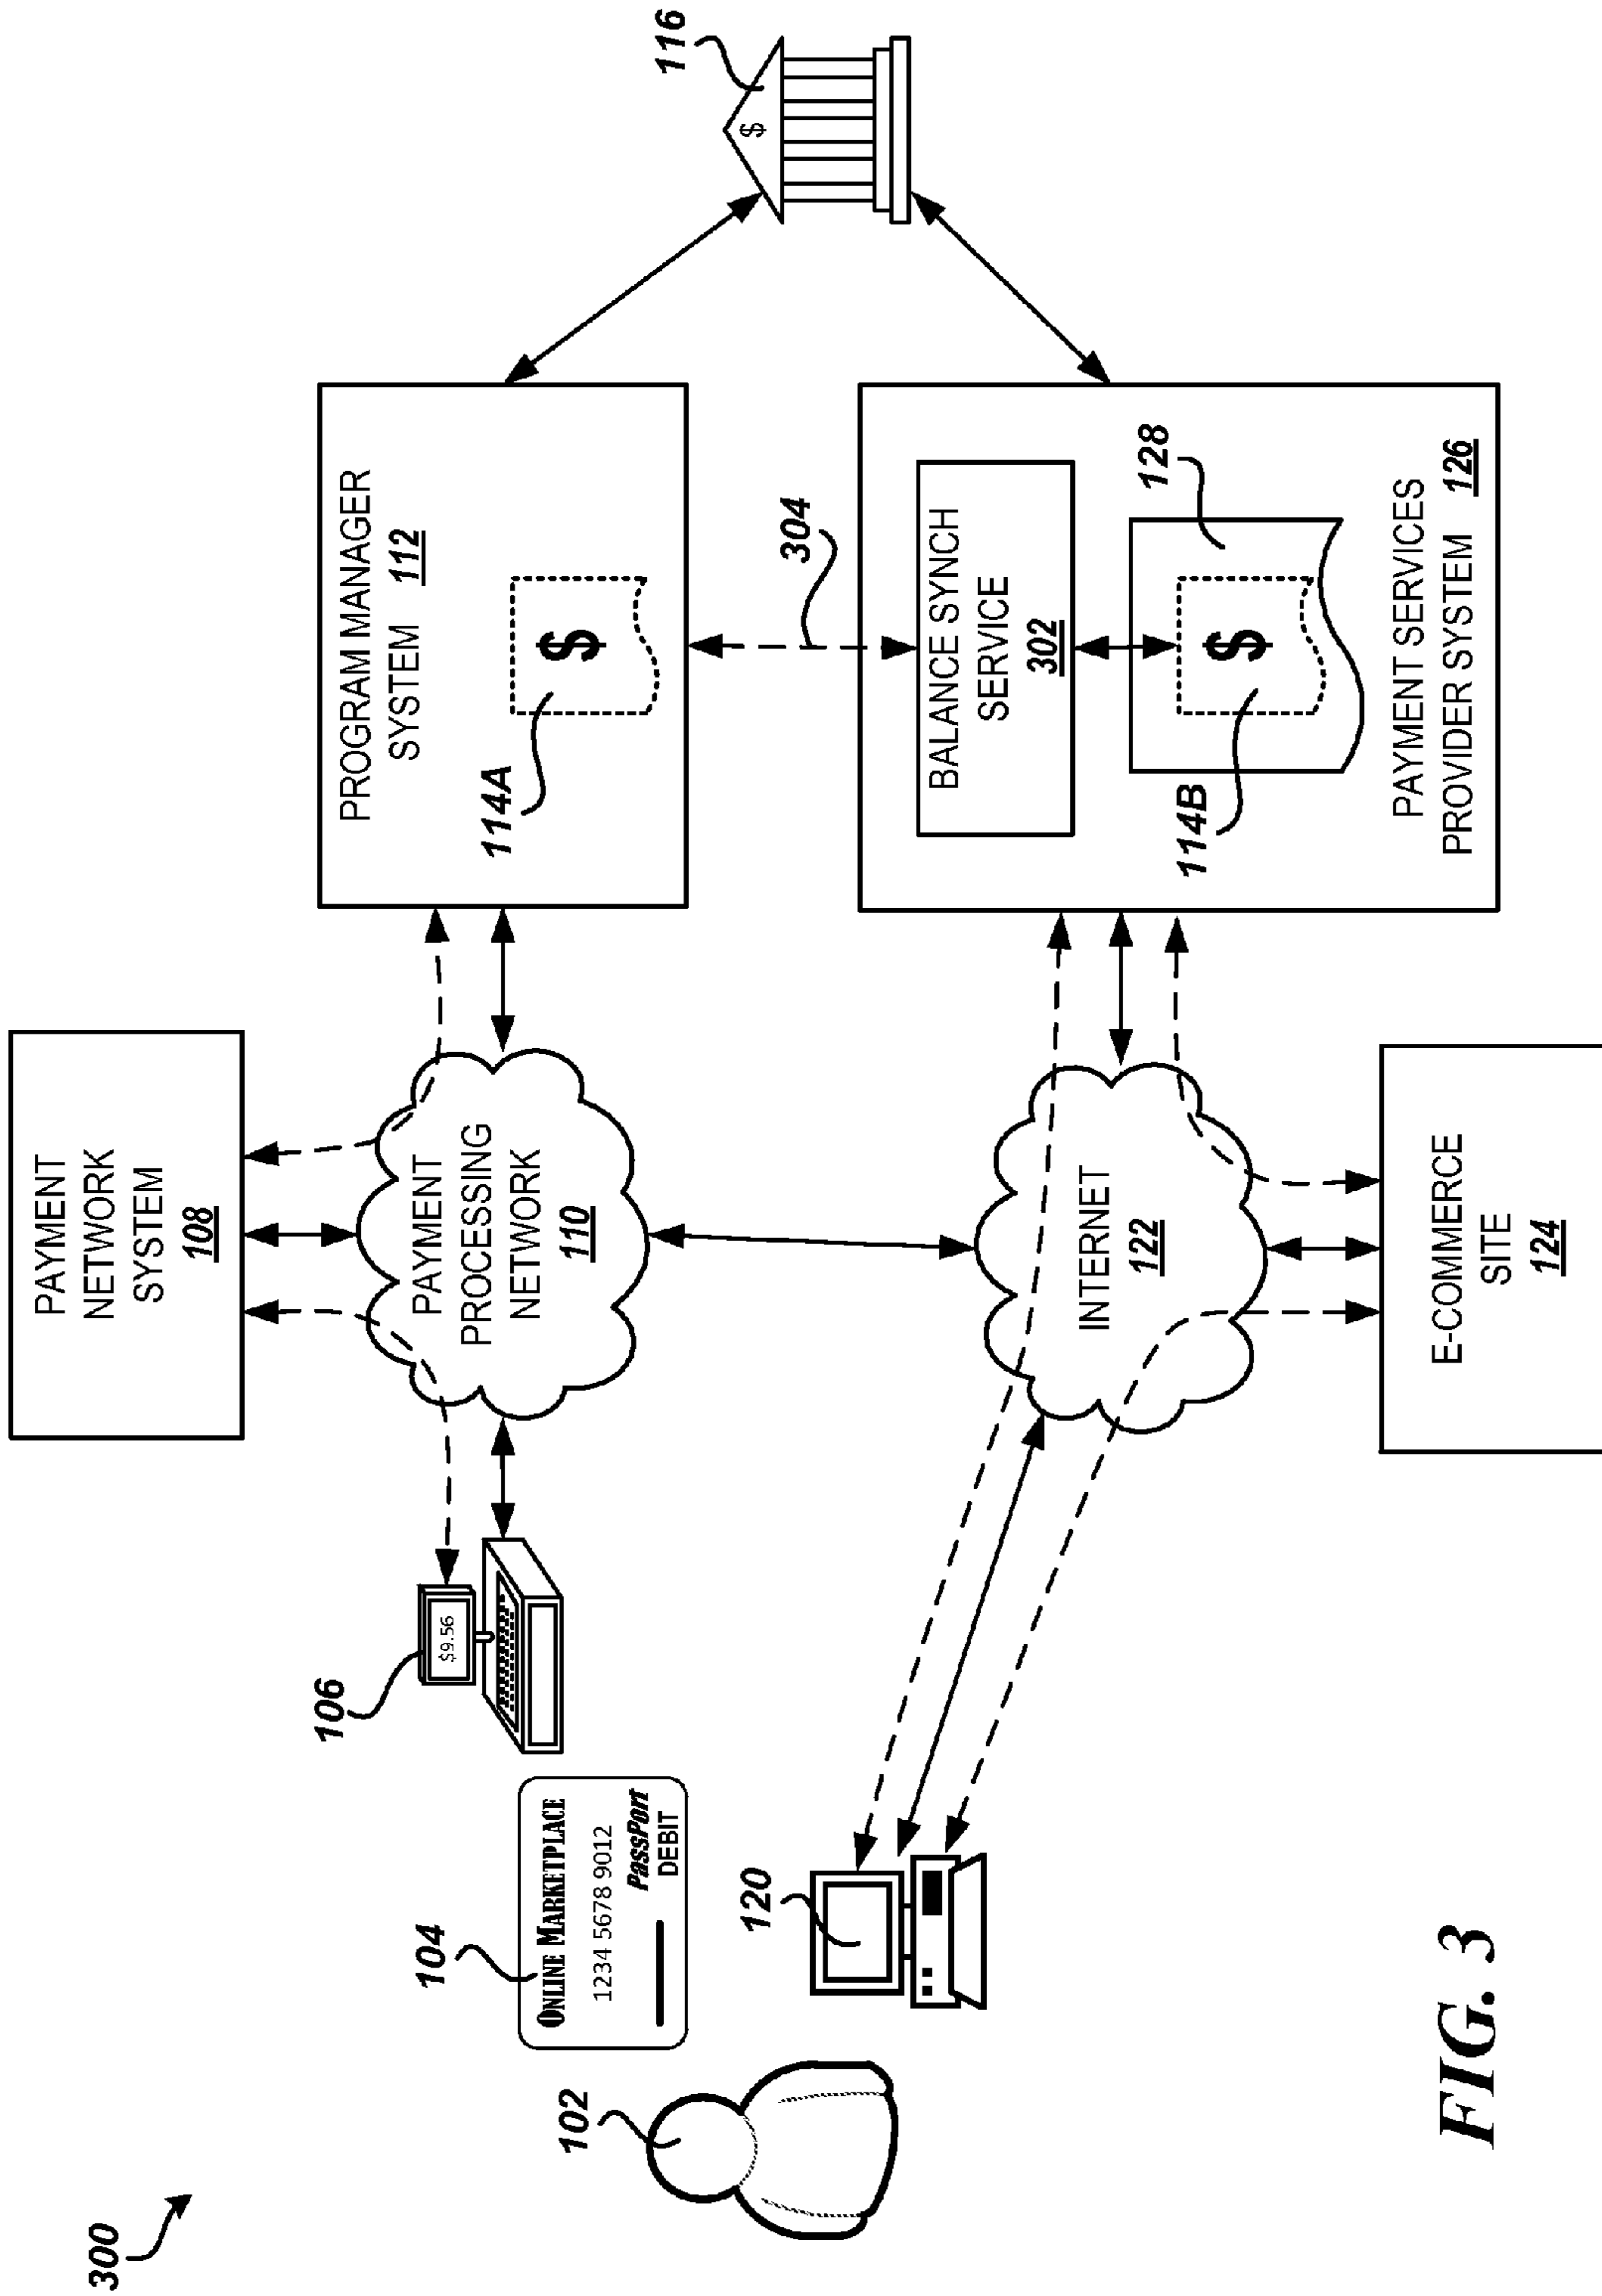 300
PAYMENT
NETWORK
SYSTEM
108
106
$9.56
PAYMENT
PROCESSING
NETWORK
110
PROGRAM MANAGER
SYSTEM 112
$
114A
104
ONLINE MARKETPLACE
1234 5678 9012
PassPort
DEBIT
102
116
$
304
120
INTERNET
122
BALANCE SYNCH
SERVICE
302
128
$
114B
PAYMENT SERVICES
PROVIDER SYSTEM 126
E-COMMERCE
SITE
124
FIG. 3